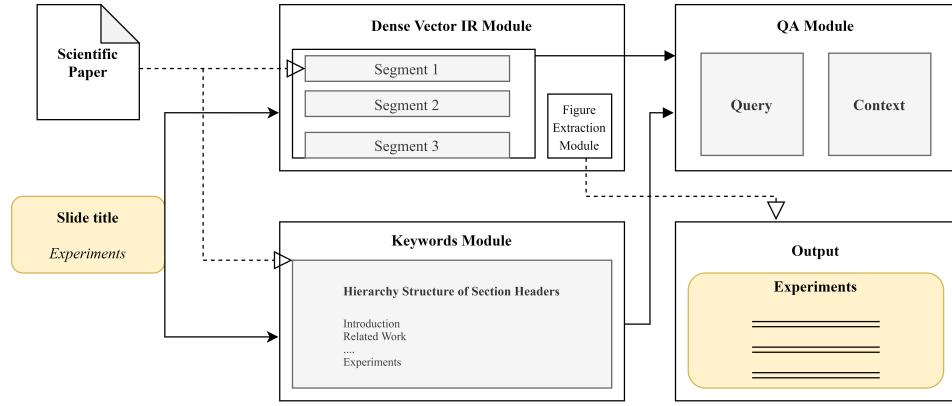 Scientific
Paper
Dense Vector IR Module
Segment 1
Segment 2
Segment 3
Figure
Extraction
Module
QA Module
Query
Context
Slide title
Experiments
Keywords Module
Hierarchy Structure of Section Headers
Introduction
Related Work
....
Experiments
Output
Experiments